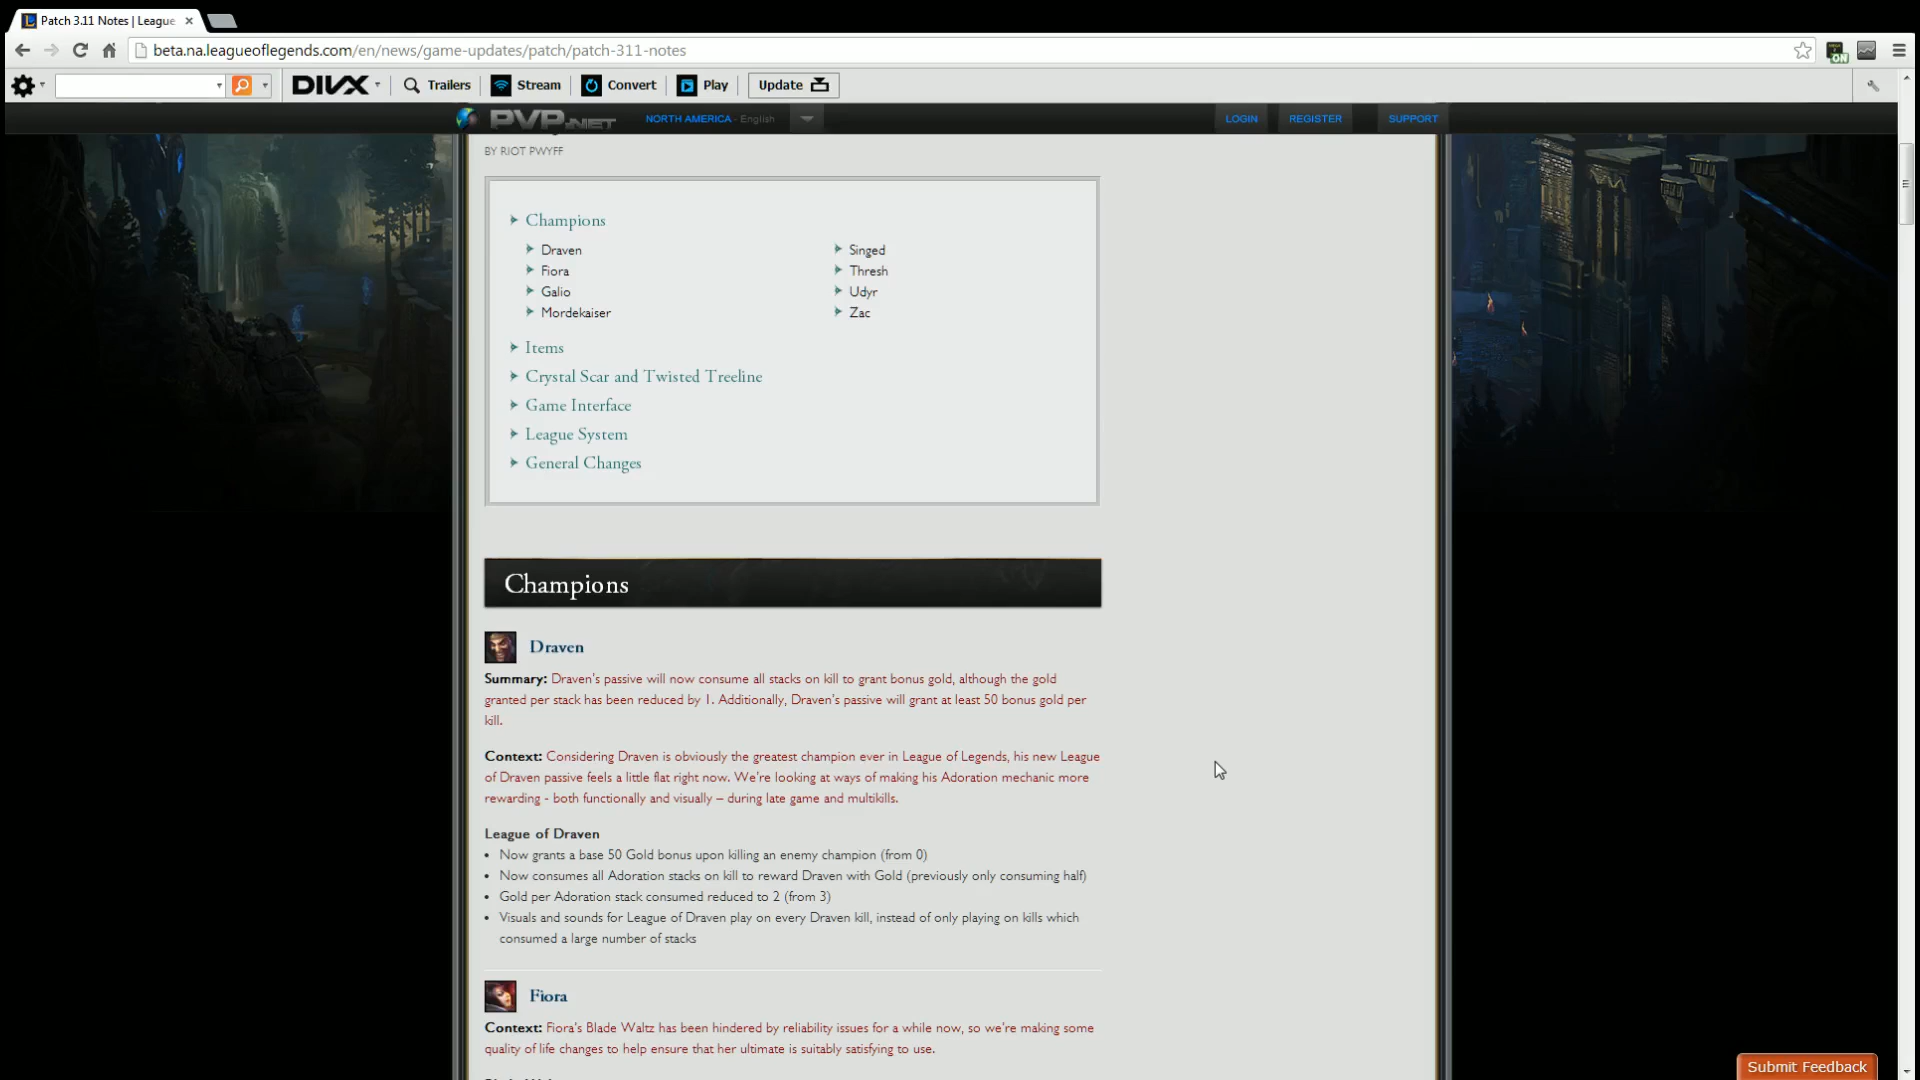 Patch 3.11 Notes | League
beta.na.leagueoflegends.com/en/news/game-updates/patch/patch-311-notes
ON
DIVX Trailers Stream Convert Play Update
PVP.NET NORTH AMERICA - English LOGIN REGISTER SUPPORT
BY RIOT PWYFF
Champions
Draven Singed
Fiora Thresh
Galio Udyr
Mordekaiser Zac
Items
Crystal Scar and Twisted Treeline
Game Interface
League System
General Changes
Champions
Draven
Summary: Draven's passive will now consume all stacks on kill to grant bonus gold, although the gold
granted per stack has been reduced by 1. Additionally, Draven's passive will grant at least 50 bonus gold per
kill.
Context: Considering Draven is obviously the greatest champion ever in League of Legends, his new League
of Draven passive feels a little flat right now. We're looking at ways of making his Adoration mechanic more
rewarding - both functionally and visually – during late game and multikills.
League of Draven
• Now grants a base 50 Gold bonus upon killing an enemy champion (from 0)
• Now consumes all Adoration stacks on kill to reward Draven with Gold (previously only consuming half)
• Gold per Adoration stack consumed reduced to 2 (from 3)
• Visuals and sounds for League of Draven play on every Draven kill, instead of only playing on kills which
consumed a large number of stacks
Fiora
Context: Fiora's Blade Waltz has been hindered by reliability issues for a while now, so we're making some
quality of life changes to help ensure that her ultimate is suitably satisfying to use.
Submit Feedback